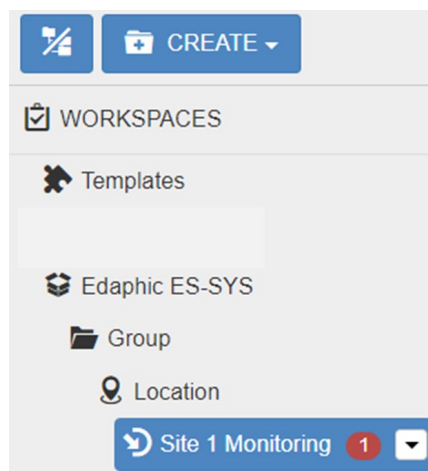 CREATE
WORKSPACES
Templates
Edaphic ES-SYS
Group
Location
Site 1 Monitoring 1